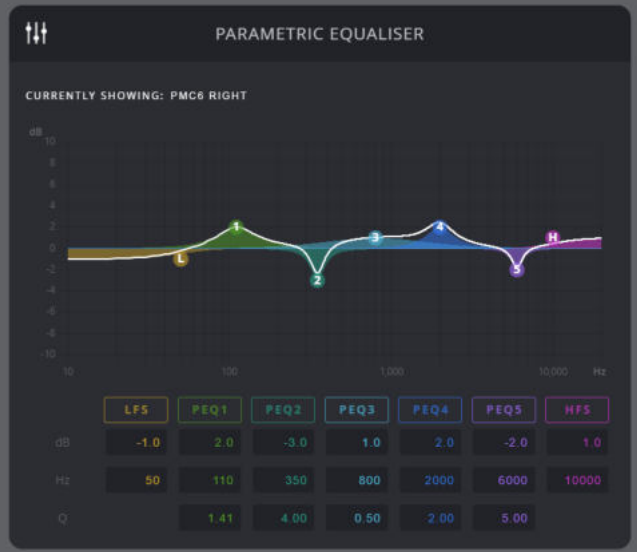 PARAMETRIC EQUALISER
CURRENTLY SHOWING: PMC6 RIGHT
dB
10
8
6
4
2
0
-2
-4
-6
-8
-10
L 1 2 3 4 5 H
10 100 1,000 10,000 Hz
LFS PEQ1 PEQ2 PEQ3 PEQ4 PEQ5 HFS
dB -1.0 2.0 -3.0 1.0 2.0 -2.0 1.0
Hz 50 110 350 800 2000 6000 10000
Q 1.41 4.00 0.50 2.00 5.00